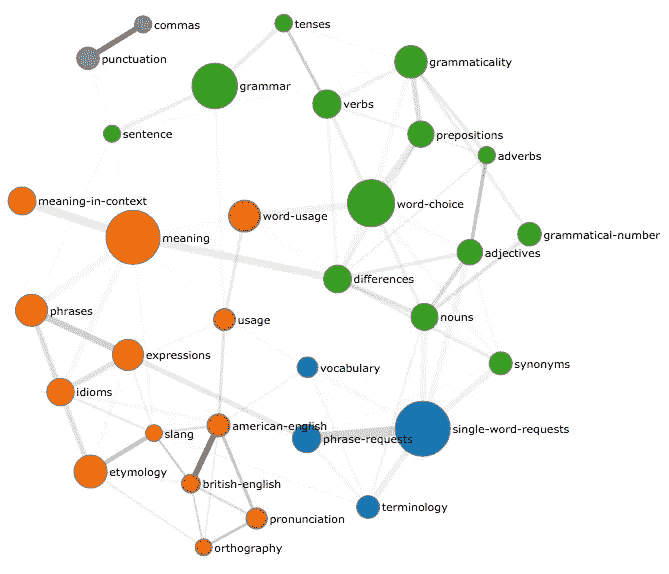 commas
tenses
punctuation
grammaticality
grammar
verbs
sentence
prepositions
adverbs
meaning-in-context
word-choice
word-usage
grammatical-number
meaning
adjectives
differences
phrases
nouns
usage
expressions
synonyms
vocabulary
idioms
american-english
single-word-requests
slang
phrase-requests
etymology
british-english
terminology
pronunciation
orthography